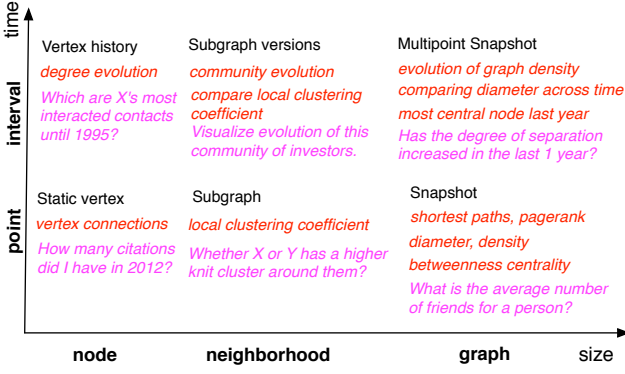 time
interval
point
Vertex history
degree evolution
Which are X's most
interacted contacts
until 1995?
Subgraph versions
community evolution
compare local clustering
coefficient
Visualize evolution of this
community of investors.
Multipoint Snapshot
evolution of graph density
comparing diameter across time
most central node last year
Has the degree of separation
increased in the last 1 year?
Static vertex
vertex connections
How many citations
did I have in 2012?
Subgraph
local clustering coefficient
Whether X or Y has a higher
knit cluster around them?
Snapshot
shortest paths, pagerank
diameter, density
betweenness centrality
What is the average number
of friends for a person?
node
neighborhood
graph
size